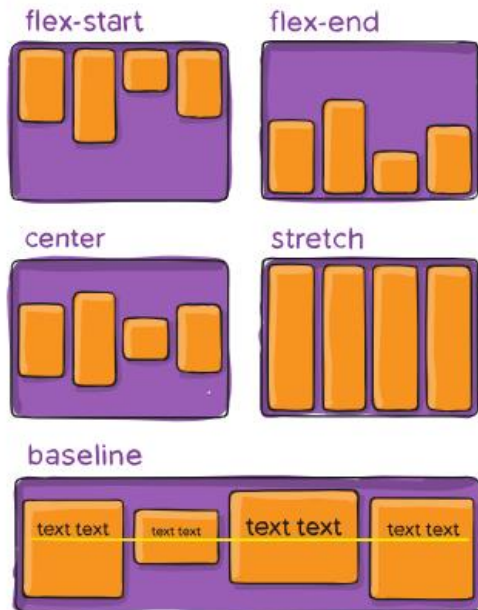 flex-start
flex-end
center
stretch
baseline
text text
text text
text text
text text